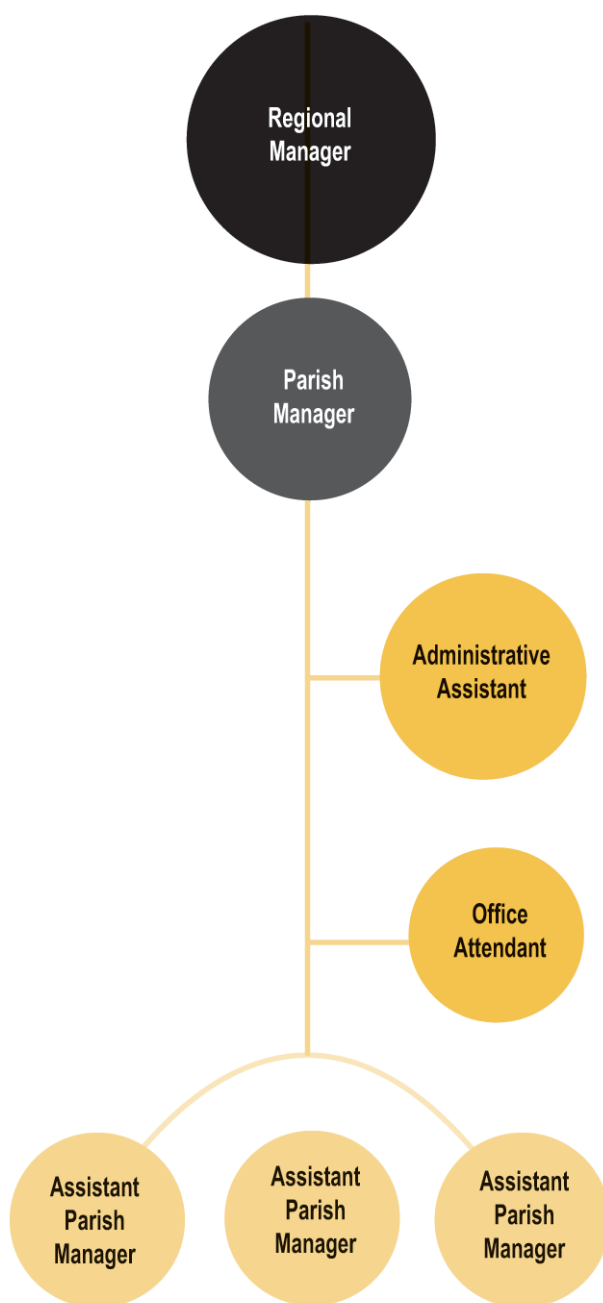 Regional
Manager
Parish
Manager
Administrative
Assistant
Office
Attendant
Assistant
Parish
Manager
Assistant
Parish
Manager
Assistant
Parish
Manager